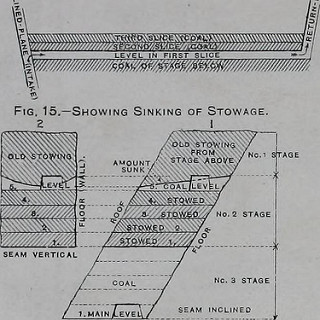 LINED-PLANE (INTAKE)
RETURN-
THIRD SLICE (COAL)
SECOND SLICE (COAL)
LEVEL IN FIRST SLICE
COAL OF STAGE BELOW
FIG. 15.—SHOWING SINKING OF STOWAGE.
2
1
OLD STOWING
OLD STOWING
FROM
STAGE ABOVE
No. 1 STAGE
AMOUNT
SUNK
5.
LEVEL
5. COAL
LEVEL
4.
4. STOWED
3.
3. STOWED
No. 2 STAGE
2.
STOWED 2.
1.
STOWED 1.
FLOOR (WALL).
ROOF
FLOOR
SEAM VERTICAL
COAL
No. 3 STAGE
1. MAIN LEVEL
SEAM INCLINED